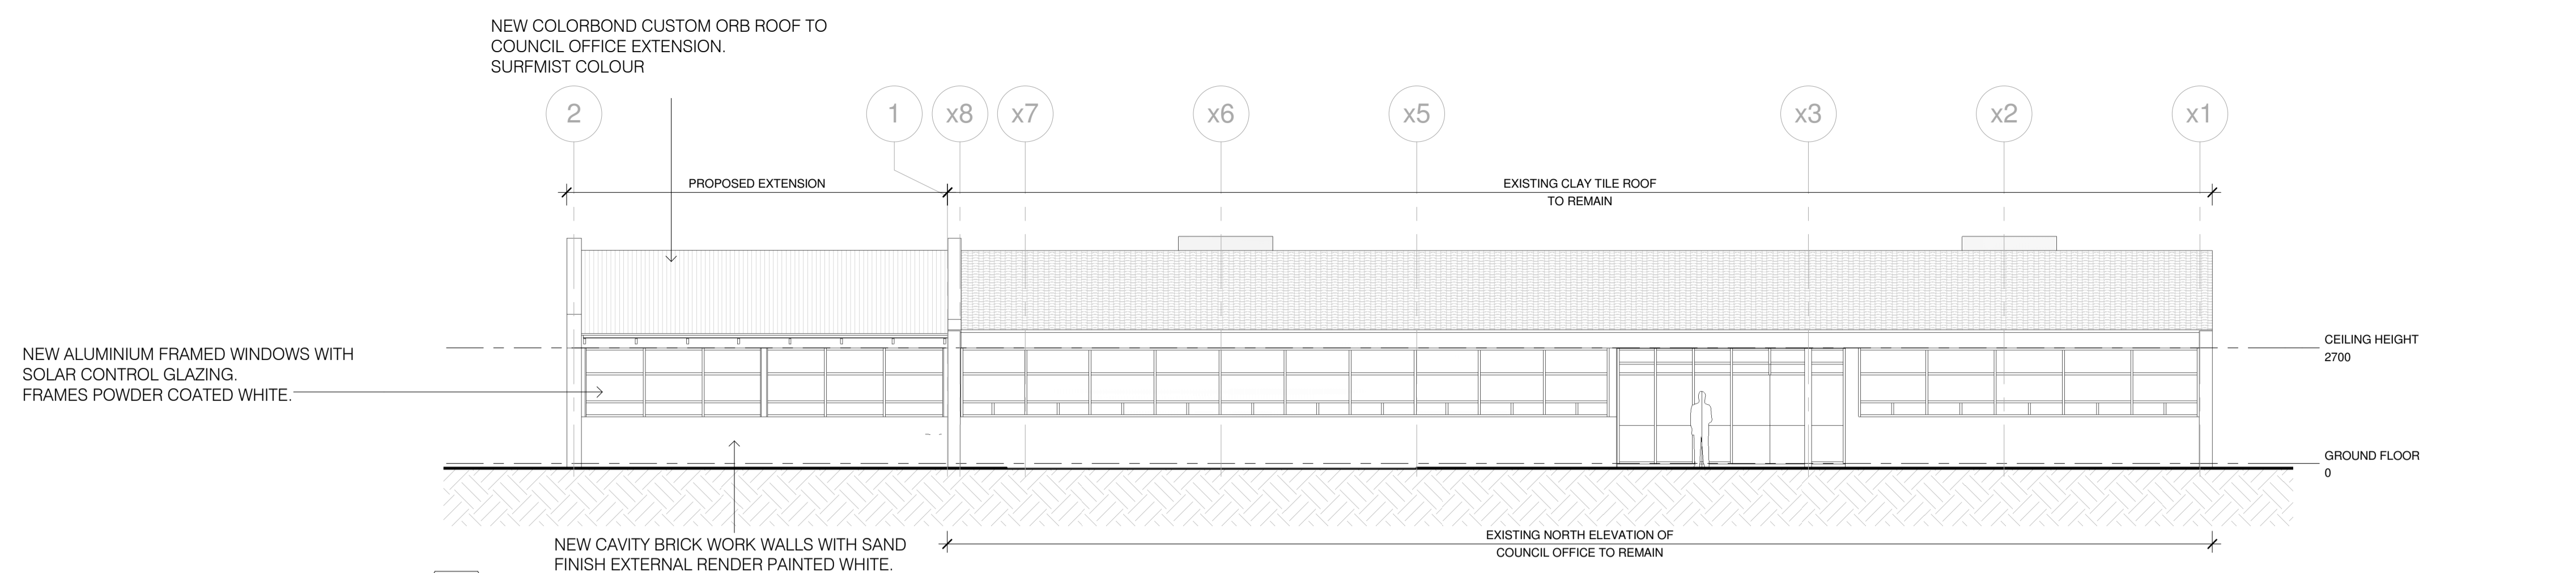 NEW COLORBOND CUSTOM ORB ROOF TO
COUNCIL OFFICE EXTENSION.
SURFMIST COLOUR
2
1
x8
x7
x6
x5
x3
x2
x1
PROPOSED EXTENSION
EXISTING CLAY TILE ROOF
TO REMAIN
NEW ALUMINIUM FRAMED WINDOWS WITH
SOLAR CONTROL GLAZING.
FRAMES POWDER COATED WHITE.
CEILING HEIGHT
2700
GROUND FLOOR
0
NEW CAVITY BRICK WORK WALLS WITH SAND
FINISH EXTERNAL RENDER PAINTED WHITE.
EXISTING NORTH ELEVATION OF
COUNCIL OFFICE TO REMAIN